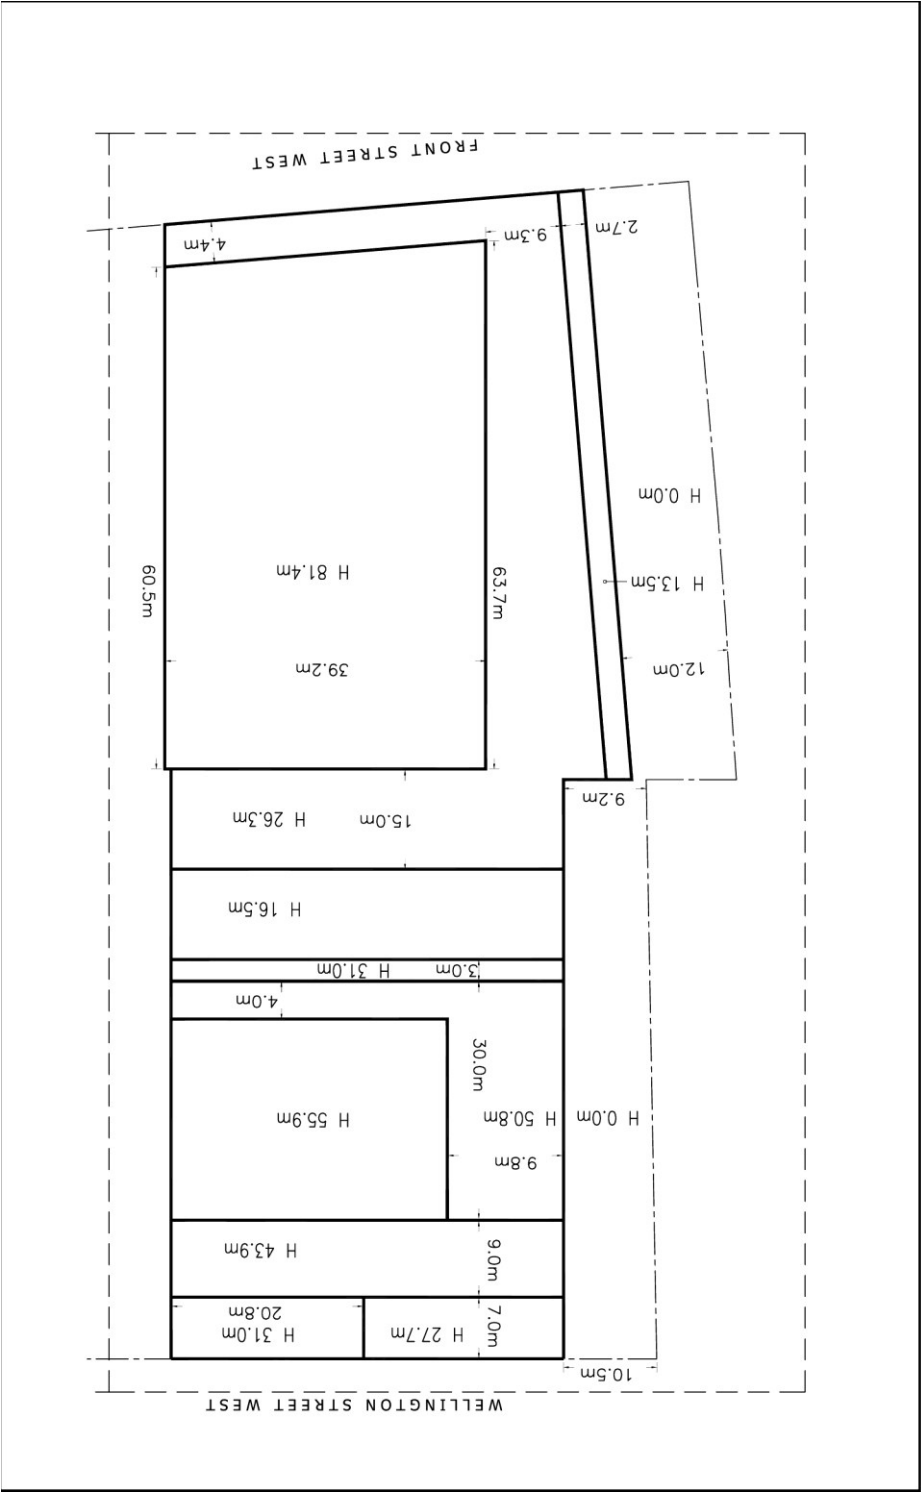 WELLINGTON STREET WEST
10.5m
7.0m
H 27.7m
H 31.0m
20.8m
9.0m
H 43.9m
9.8m
H 0.0m
H 50.8m
H 55.9m
30.0m
4.0m
3.0m
H 31.0m
H 16.5m
15.0m
H 26.3m
9.2m
12.0m
39.2m
H 13.5m
63.7m
H 81.4m
60.5m
H 0.0m
2.7m
9.3m
4.4m
FRONT STREET WEST